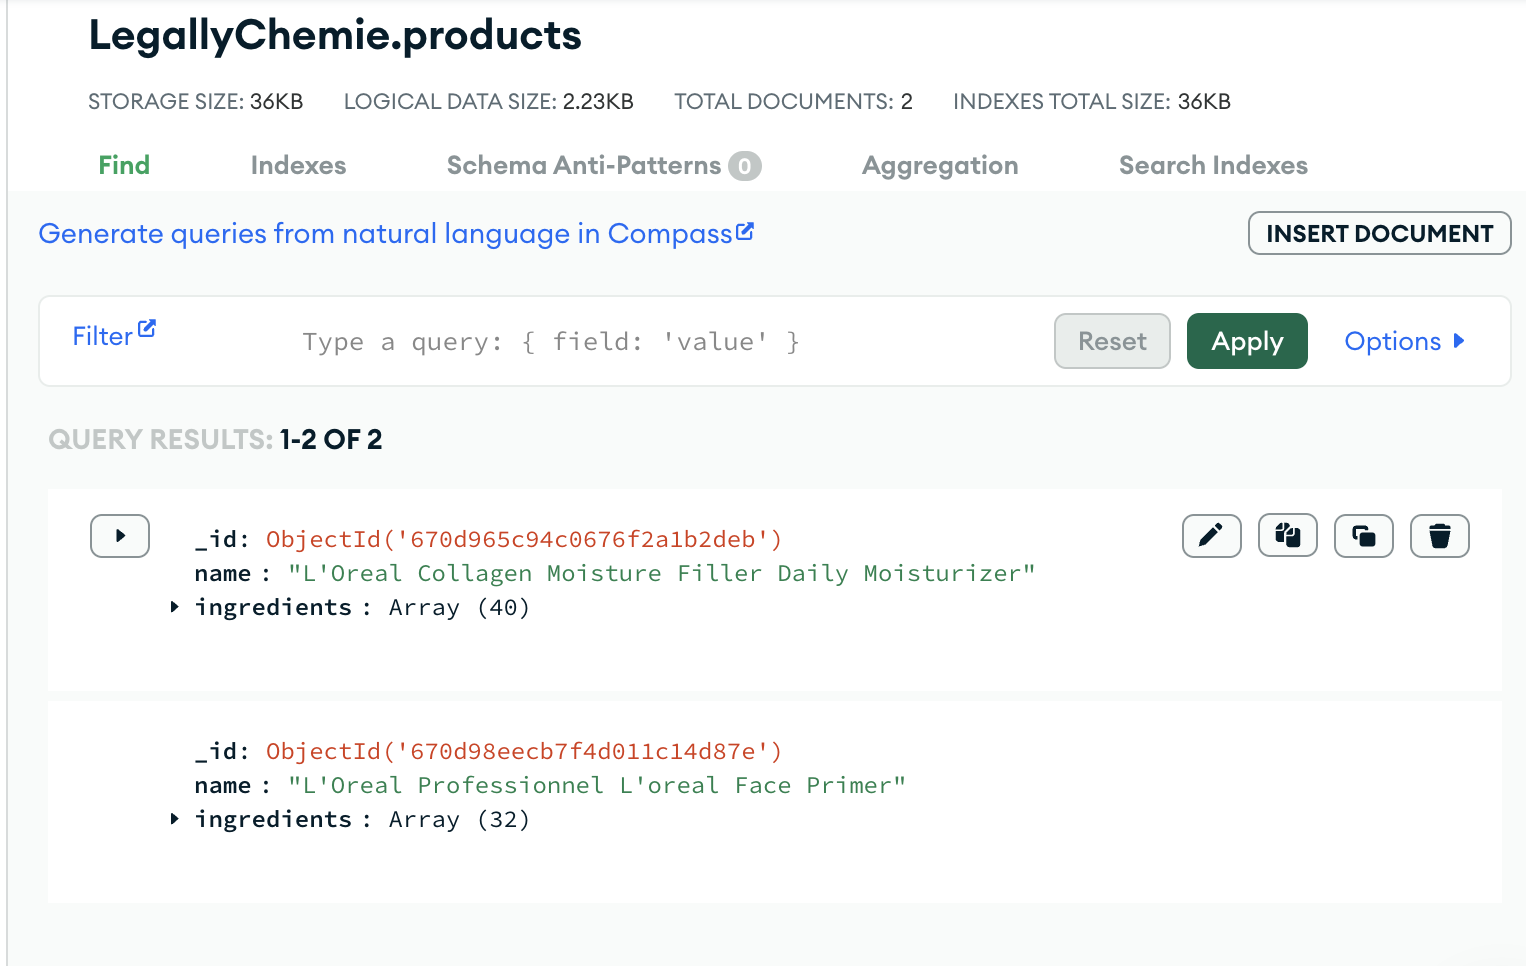 LegallyChemie.products
STORAGE SIZE: 36KB LOGICAL DATA SIZE: 2.23KB TOTAL DOCUMENTS: 2 INDEXES TOTAL SIZE: 36KB
Find Indexes Schema Anti-Patterns 0 Aggregation Search Indexes
Generate queries from natural language in Compass INSERT DOCUMENT
Filter Type a query: { field: 'value' } Reset Apply Options
QUERY RESULTS: 1-2 OF 2
_id: ObjectId('670d965c94c0676f2a1b2deb')
name : "L'Oreal Collagen Moisture Filler Daily Moisturizer"
ingredients : Array (40)
_id: ObjectId('670d98eecb7f4d011c14d87e')
name : "L'Oreal Professionnel L'oreal Face Primer"
ingredients : Array (32)